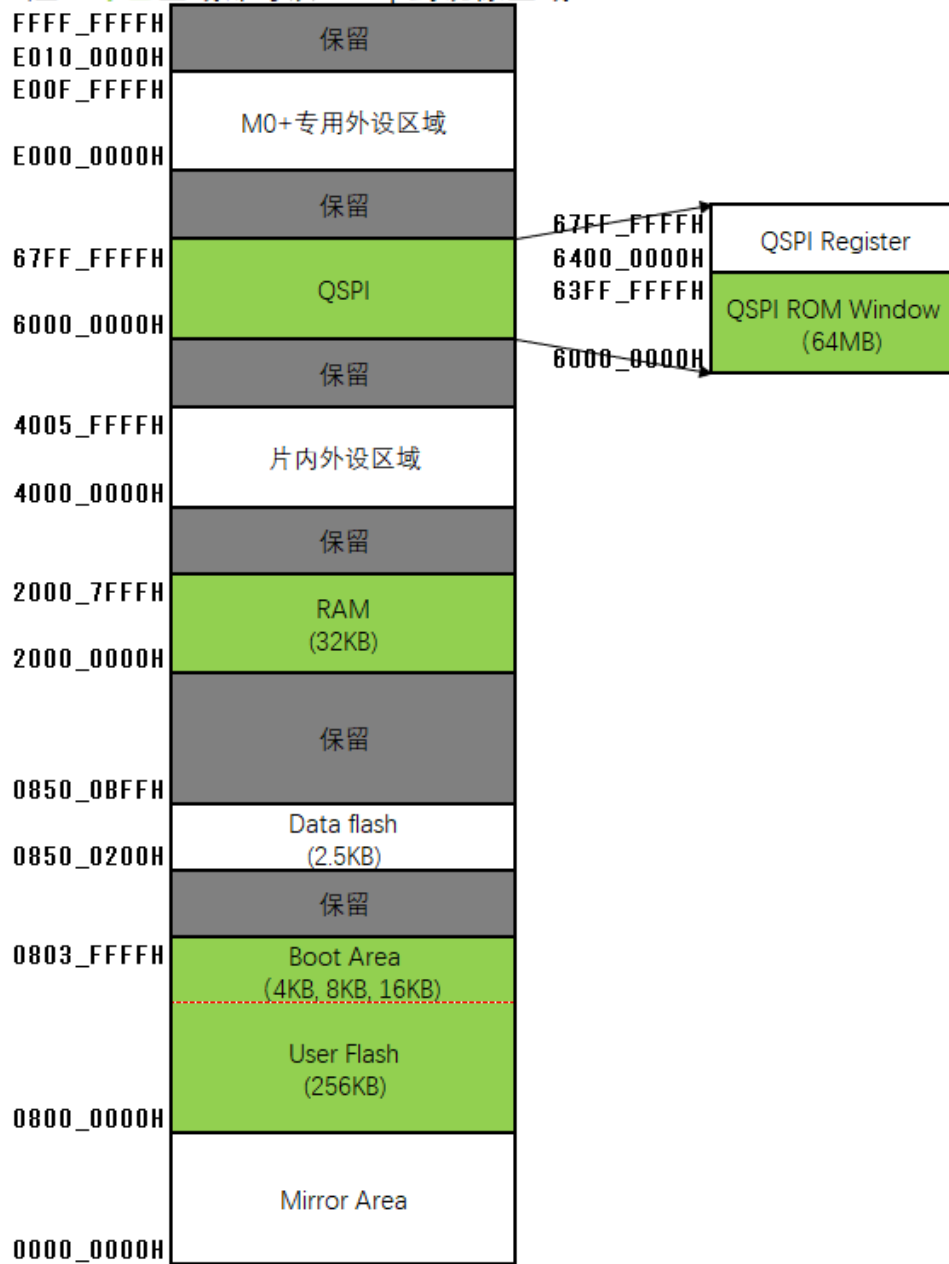 FFFF_FFFFH
保留
E010_0000H
E00F_FFFFH
M0+专用外设区域
E000_0000H
保留
67FF_FFFFH
QSPI
6000_0000H
保留
4005_FFFFH
片内外设区域
4000_0000H
保留
2000_7FFFH
RAM
(32KB)
2000_0000H
保留
0850_0BFFH
Data flash
(2.5KB)
0850_0200H
保留
0803_FFFFH
Boot Area
(4KB, 8KB, 16KB)
User Flash
(256KB)
0800_0000H
Mirror Area
0000_0000H
67FF_FFFFH
QSPI Register
6400_0000H
63FF_FFFFH
QSPI ROM Window
(64MB)
6000_0000H